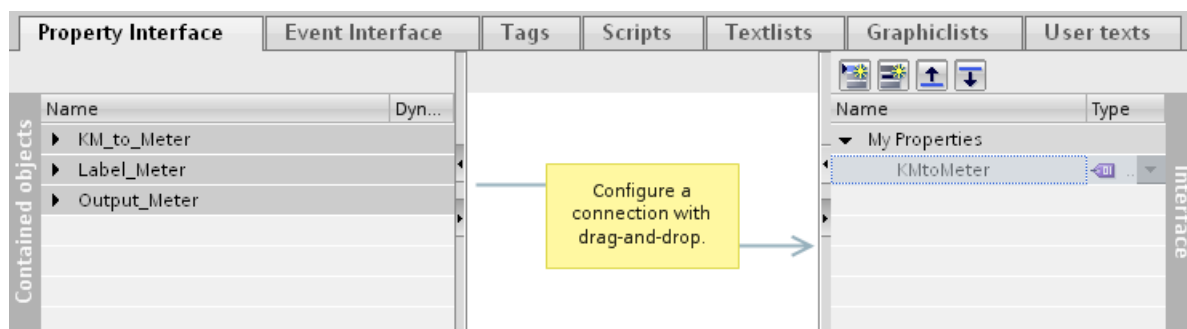 Property Interface
Event Interface
Tags
Scripts
Textlists
Graphiclists
User texts
Contained objects
Name
Dyn...
KM_to_Meter
Label_Meter
Output_Meter
Configure a
connection with
drag-and-drop.
Name
Type
My Properties
KMtoMeter
..
Interface